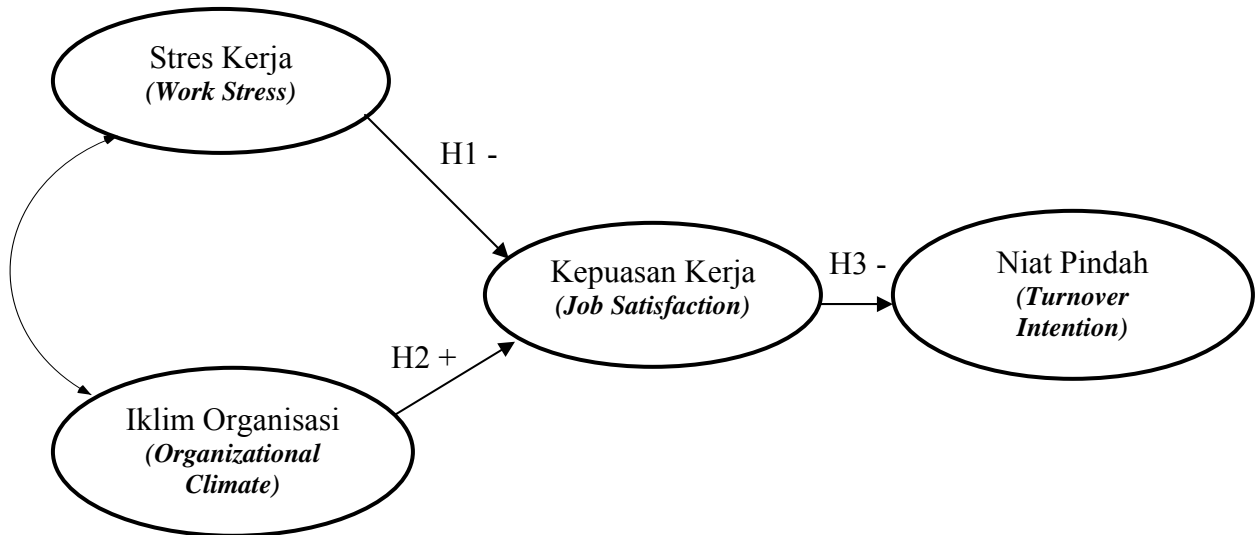 Stres Kerja
(Work Stress)
H1 -
Kepuasan Kerja
(Job Satisfaction)
H3 -
Niat Pindah
(Turnover
Intention)
H2 +
Iklim Organisasi
(Organizational
Climate)